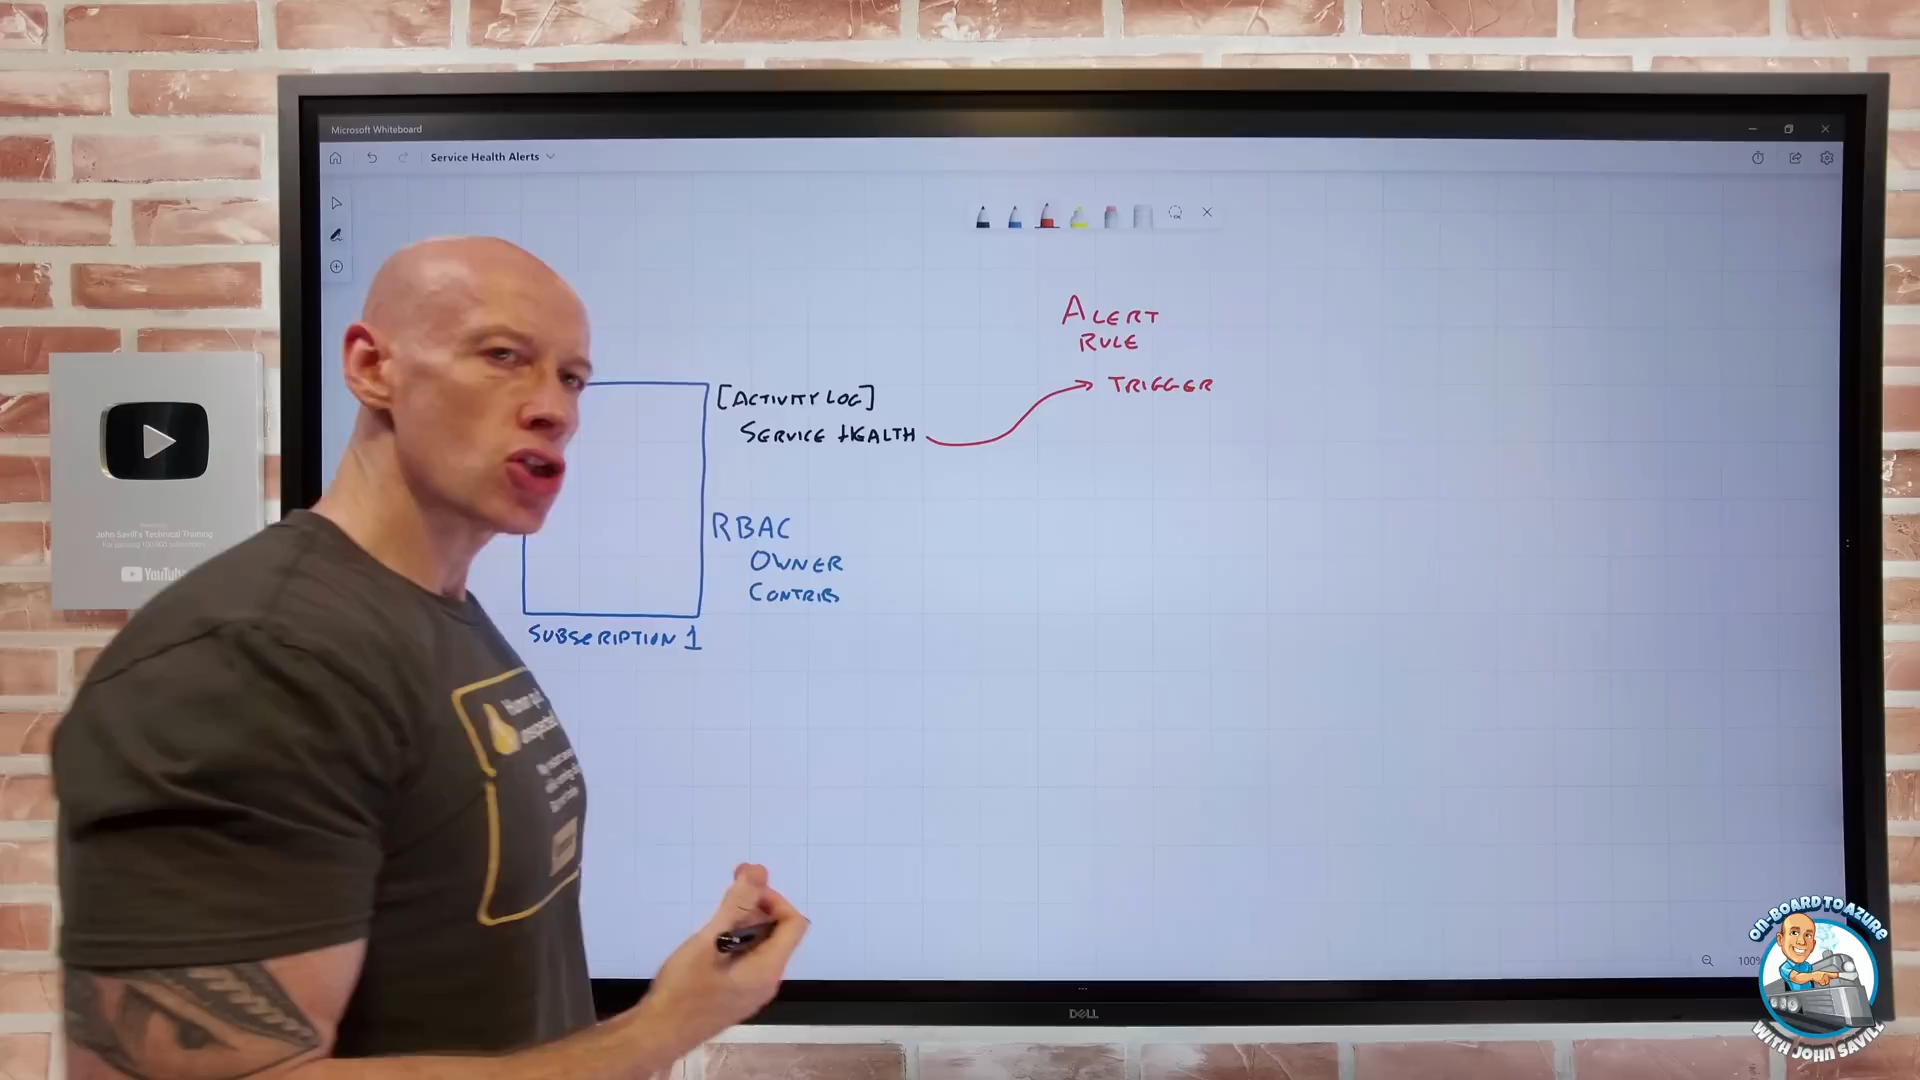 Microsoft Whiteboard
Service Health Alerts
ALERT
RULE
TRIGGER
[ACTIVITY LOG]
SERVICE HEALTH
RBAC
OWNER
CONTRIB
SUBSCRIPTION 1
John Savill's Technical Training
YouTube
100%
DELL
ON-BOARD TO AZURE
WITH JOHN SAVILL